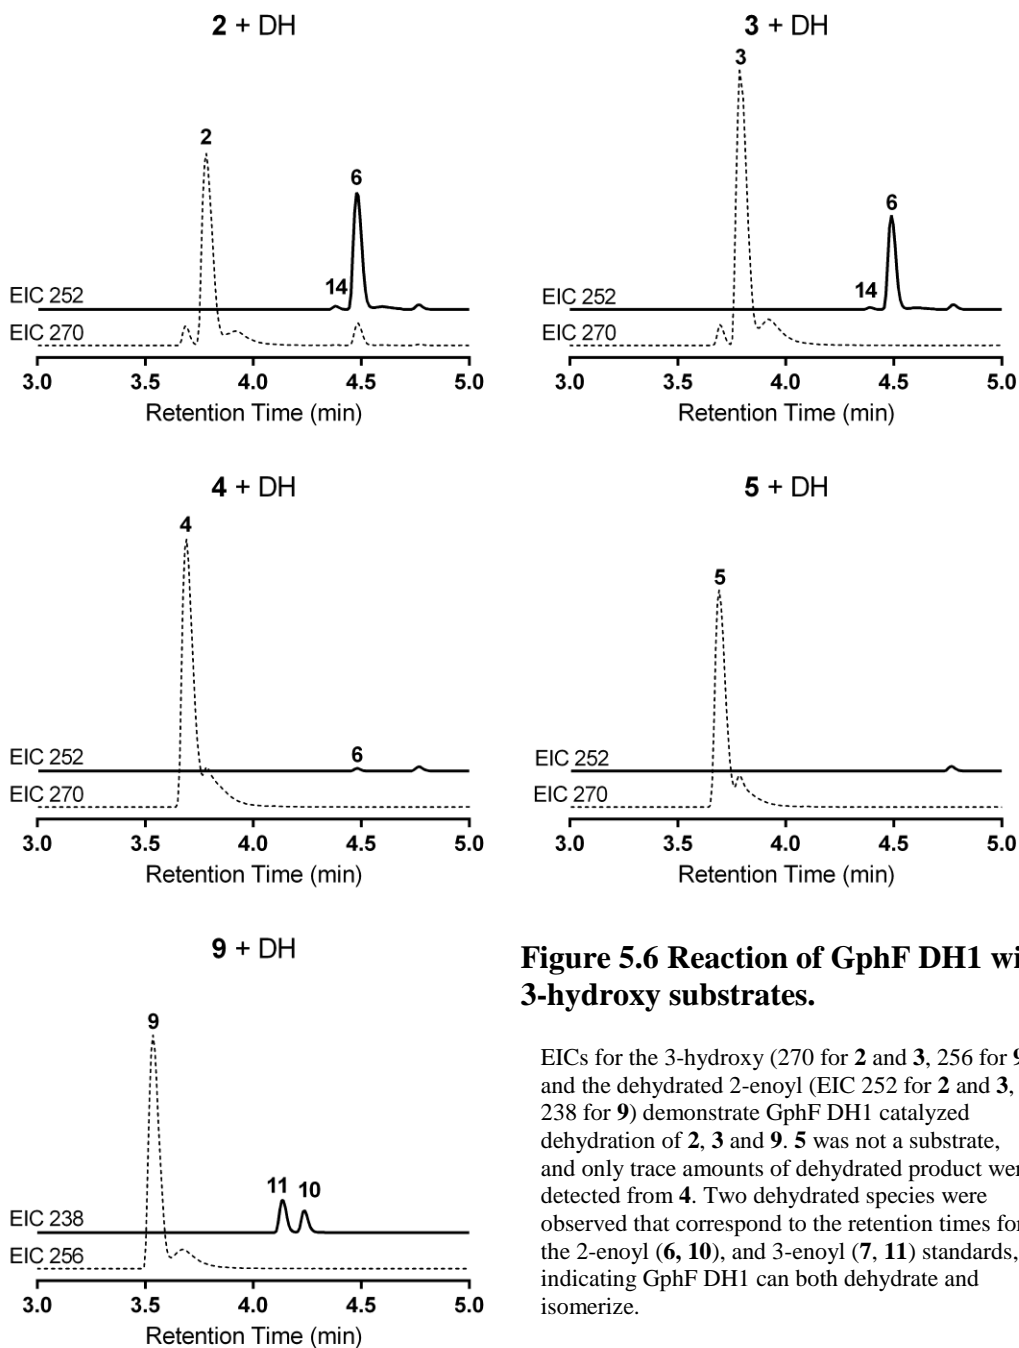 2 + DH
2
6
14
EIC 252
EIC 270
3.0 3.5 4.0 4.5 5.0
Retention Time (min)
3 + DH
3
6
14
EIC 252
EIC 270
3.0 3.5 4.0 4.5 5.0
Retention Time (min)
4 + DH
4
EIC 252
6
EIC 270
3.0 3.5 4.0 4.5 5.0
Retention Time (min)
5 + DH
5
EIC 252
EIC 270
3.0 3.5 4.0 4.5 5.0
Retention Time (min)
9 + DH
9
11 10
EIC 238
EIC 256
3.0 3.5 4.0 4.5 5.0
Retention Time (min)
Figure 5.6 Reaction of GphF DH1 wi
3-hydroxy substrates.
EICs for the 3-hydroxy (270 for 2 and 3, 256 for 9
and the dehydrated 2-enoyl (EIC 252 for 2 and 3,
238 for 9) demonstrate GphF DH1 catalyzed
dehydration of 2, 3 and 9. 5 was not a substrate,
and only trace amounts of dehydrated product wer
detected from 4. Two dehydrated species were
observed that correspond to the retention times for
the 2-enoyl (6, 10), and 3-enoyl (7, 11) standards,
indicating GphF DH1 can both dehydrate and
isomerize.